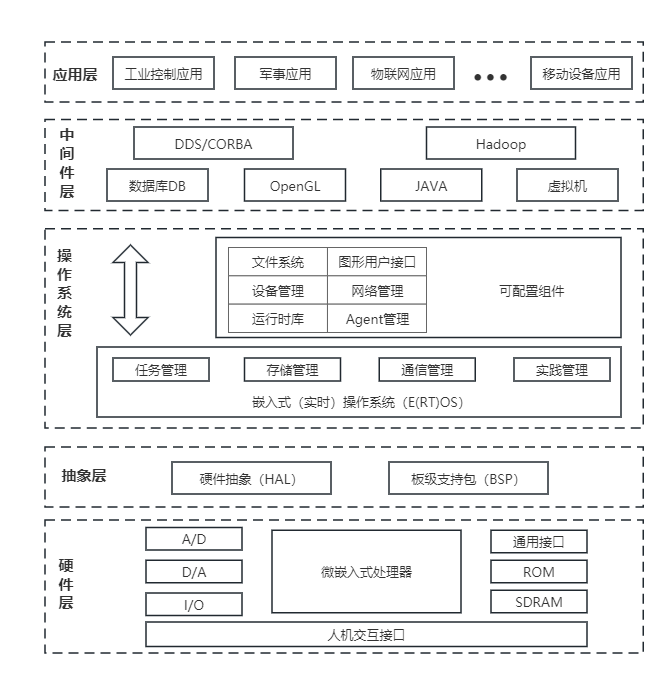 应用层
工业控制应用
军事应用
物联网应用
●●●
移动设备应用
中间件层
DDS/CORBA
Hadoop
数据库DB
OpenGL
JAVA
虚拟机
操作系统层
文件系统
图形用户接口
设备管理
网络管理
可配置组件
运行时库
Agent管理
任务管理
存储管理
通信管理
实践管理
嵌入式（实时）操作系统（E(RT)OS）
抽象层
硬件抽象（HAL）
板级支持包（BSP）
硬件层
A/D
D/A
I/O
微嵌入式处理器
通用接口
ROM
SDRAM
人机交互接口